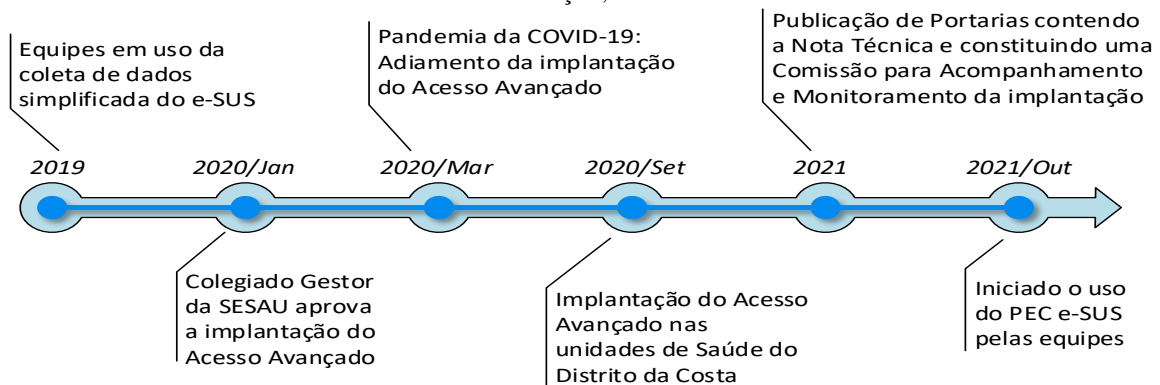 Equipes em uso da
coleta de dados
simplificada do e-SUS
Pandemia da COVID-19:
Adiamento da implantação
do Acesso Avançado
Publicação de Portarias contendo
a Nota Técnica e constituindo uma
Comissão para Acompanhamento
e Monitoramento da implantação
2019
2020/Jan
2020/Mar
2020/Set
2021
2021/Out
Colegiado Gestor
da SESAU aprova
a implantação do
Acesso Avançado
Implantação do Acesso
Avançado nas
unidades de Saúde do
Distrito da Costa
Iniciado o uso
do PEC e-SUS
pelas equipes